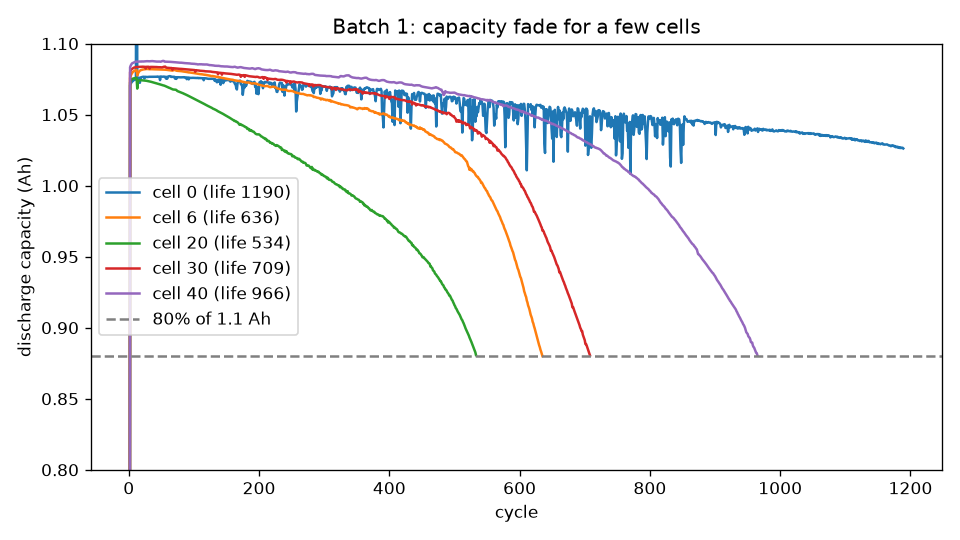 Batch 1: capacity fade for a few cells
discharge capacity (Ah)
1.10
1.05
1.00
0.95
0.90
0.85
0.80
cell 0 (life 1190)
cell 6 (life 636)
cell 20 (life 534)
cell 30 (life 709)
cell 40 (life 966)
80% of 1.1 Ah
0 200 400 600 800 1000 1200
cycle